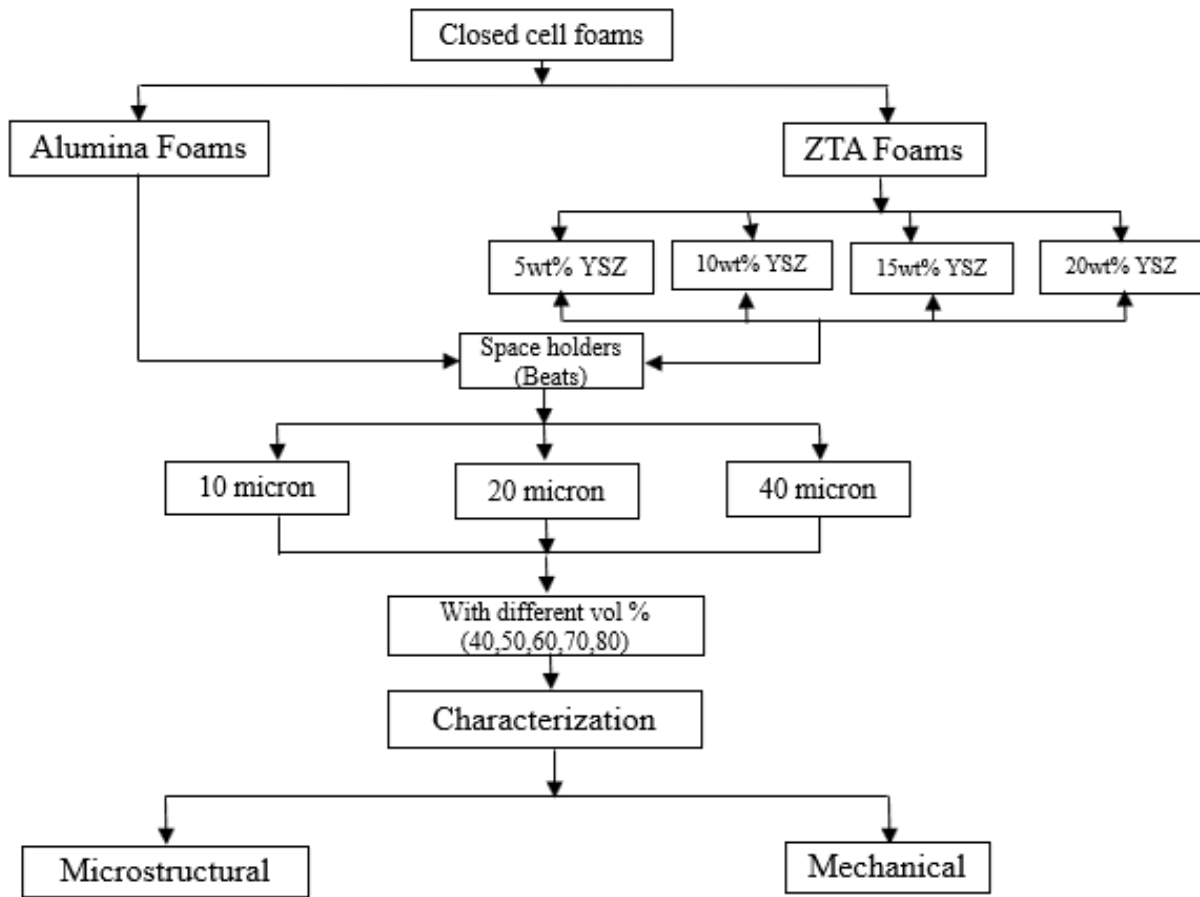 Closed cell foams
Alumina Foams
ZTA Foams
5wt% YSZ
10wt% YSZ
15wt% YSZ
20wt% YSZ
Space holders
(Beats)
10 micron
20 micron
40 micron
With different vol %
(40,50,60,70,80)
Characterization
Microstructural
Mechanical